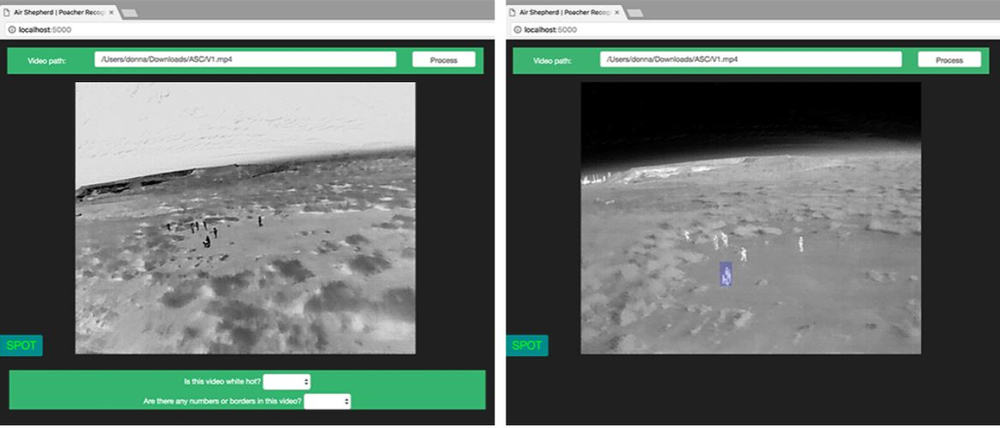 Air Shepherd | Poacher Recog
localhost:5000
Video path:
/Users/donna/Downloads/ASC/V1.mp4
Process
SPOT
Is this video white hot?
Are there any numbers or borders in this video?
Air Shepherd | Poacher Recog
localhost:5000
Video path:
/Users/donna/Downloads/ASC/V1.mp4
Process
SPOT